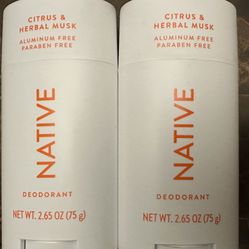 CITRUS &
HERBAL MUSK
ALUMINUM FREE
PARABEN FREE
NATIVE
DEODORANT
NET WT. 2.65 OZ (75 g)
CITRUS &
HERBAL MUSK
ALUMINUM FREE
PARABEN FREE
NATIVE
DEODORANT
NET WT. 2.65 OZ (75 g)